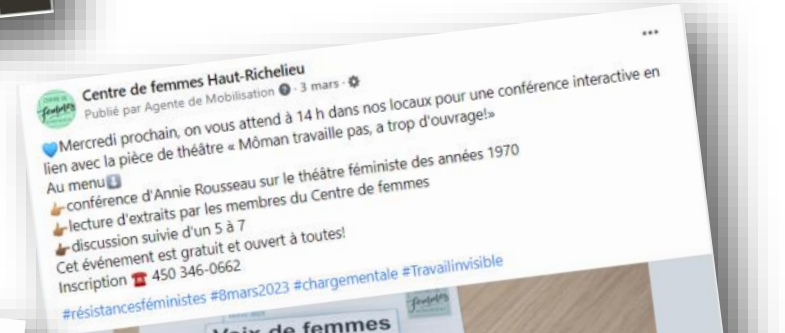 Centre de femmes Haut-Richelieu
Publié par Agente de Mobilisation · 3 mars ·
💙Mercredi prochain, on vous attend à 14 h dans nos locaux pour une conférence interactive en
lien avec la pièce de théâtre « Môman travaille pas, a trop d'ouvrage!»
Au menu⬇️
👉conférence d'Annie Rousseau sur le théâtre féministe des années 1970
👉lecture d'extraits par les membres du Centre de femmes
👉discussion suivie d'un 5 à 7
Cet événement est gratuit et ouvert à toutes!
Inscription ☎️ 450 346-0662
#résistancesféministes #8mars2023 #chargementale #Travailinvisible
femmes
Voix de femmes